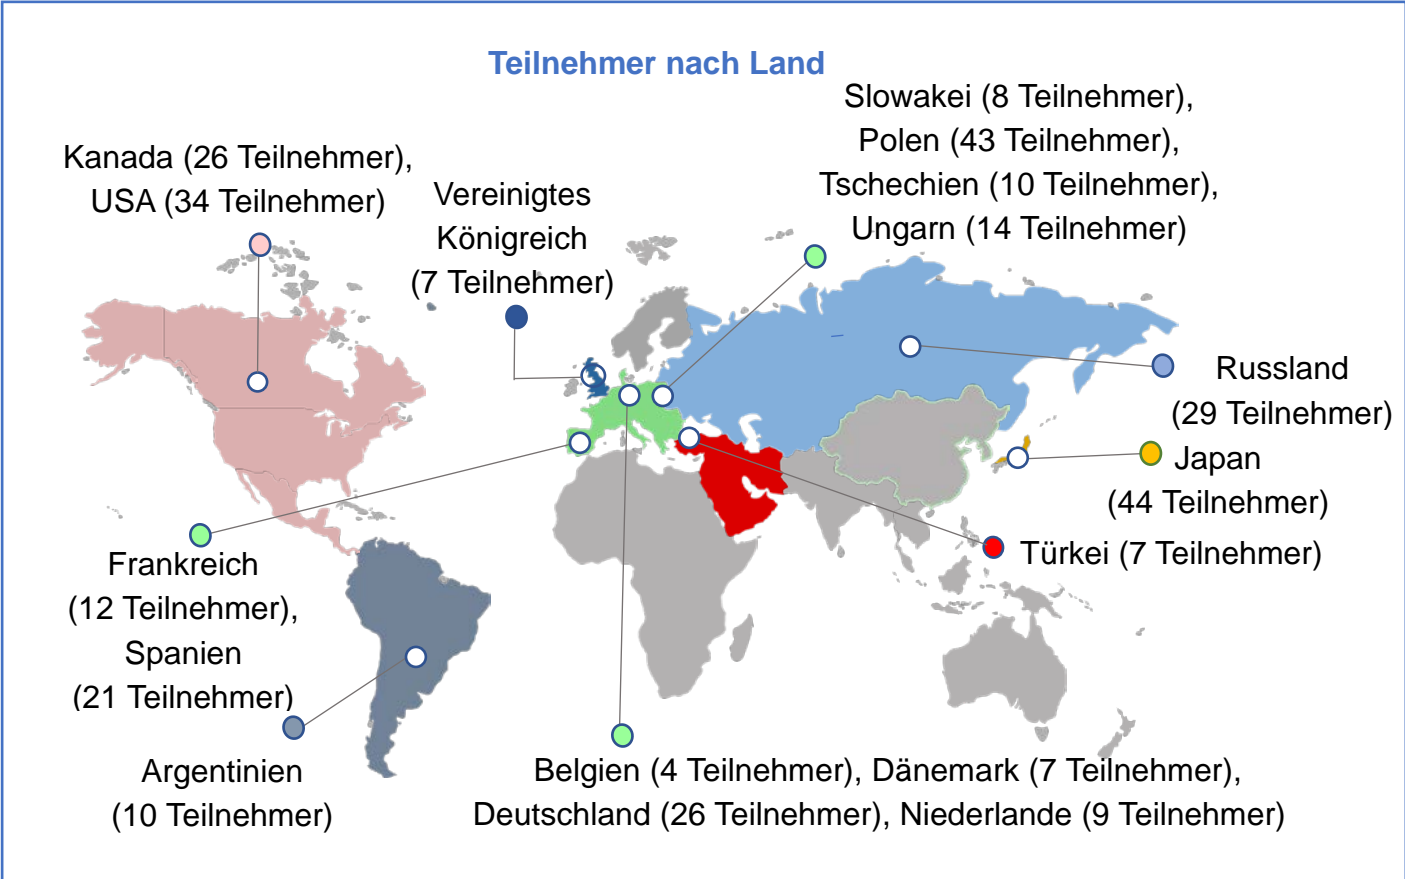 Teilnehmer nach Land
Kanada (26 Teilnehmer),
USA (34 Teilnehmer)
Vereinigtes
Königreich
(7 Teilnehmer)
Slowakei (8 Teilnehmer),
Polen (43 Teilnehmer),
Tschechien (10 Teilnehmer),
Ungarn (14 Teilnehmer)
Russland
(29 Teilnehmer)
Japan
(44 Teilnehmer)
Türkei (7 Teilnehmer)
Frankreich
(12 Teilnehmer),
Spanien
(21 Teilnehmer)
Argentinien
(10 Teilnehmer)
Belgien (4 Teilnehmer), Dänemark (7 Teilnehmer),
Deutschland (26 Teilnehmer), Niederlande (9 Teilnehmer)